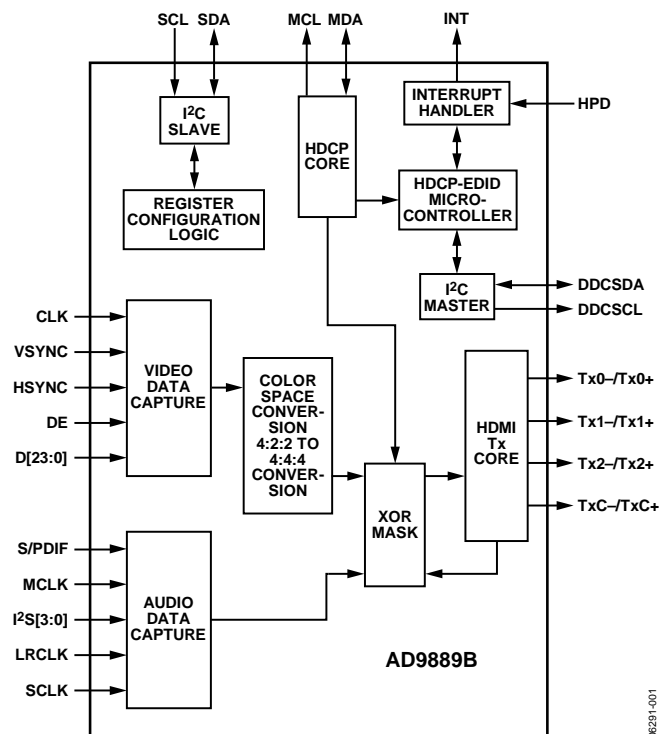 SCL SDA MCL MDA INT
I²C
SLAVE
REGISTER
CONFIGURATION
LOGIC
HDCP
CORE
INTERRUPT
HANDLER
HPD
HDCP-EDID
MICRO-
CONTROLLER
I²C
MASTER
DDCSDA
DDCSCL
CLK
VSYNC
HSYNC
DE
D[23:0]
VIDEO
DATA
CAPTURE
COLOR
SPACE
CONVER-
SION
4:2:2 TO
4:4:4
CONVER-
SION
XOR
MASK
HDMI
Tx
CORE
Tx0–/Tx0+
Tx1–/Tx1+
Tx2–/Tx2+
TxC–/TxC+
S/PDIF
MCLK
I²S[3:0]
LRCLK
SCLK
AUDIO
DATA
CAPTURE
AD9889B